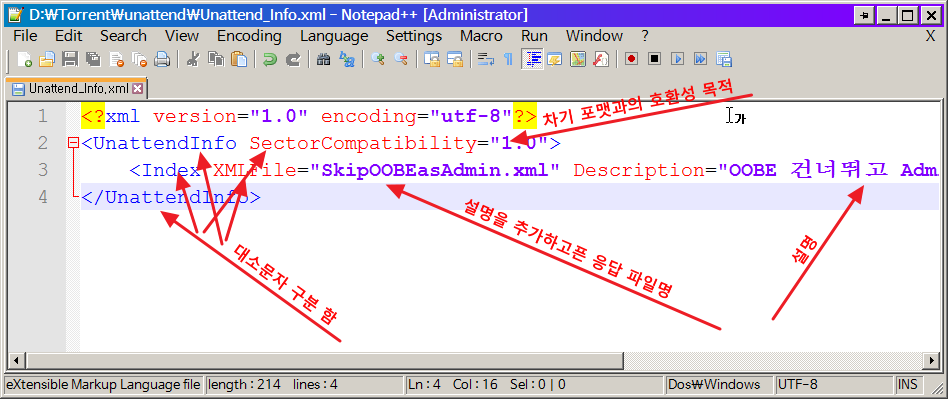 D:₩Torrent₩unattend₩Unattend_Info.xml - Notepad++ [Administrator]
File Edit Search View Encoding Language Settings Macro Run Window ? X
Unattend_Info.xml
1 <?xml version="1.0" encoding="utf-8"?>
차기 포맷과의 호환성 목적
가
2 <UnattendInfo SectorCompatibility="1.0">
3 <Index XMLFile="SkipOOBEasAdmin.xml" Description="OOBE 건너뛰고 Adm
4 </UnattendInfo>
대소문자 구분 함
설명을 추가하고픈 응답 파일명
설명
eXtensible Markup Language file length : 214 lines : 4 Ln : 4 Col : 16 Sel : 0 | 0 Dos₩Windows UTF-8 INS